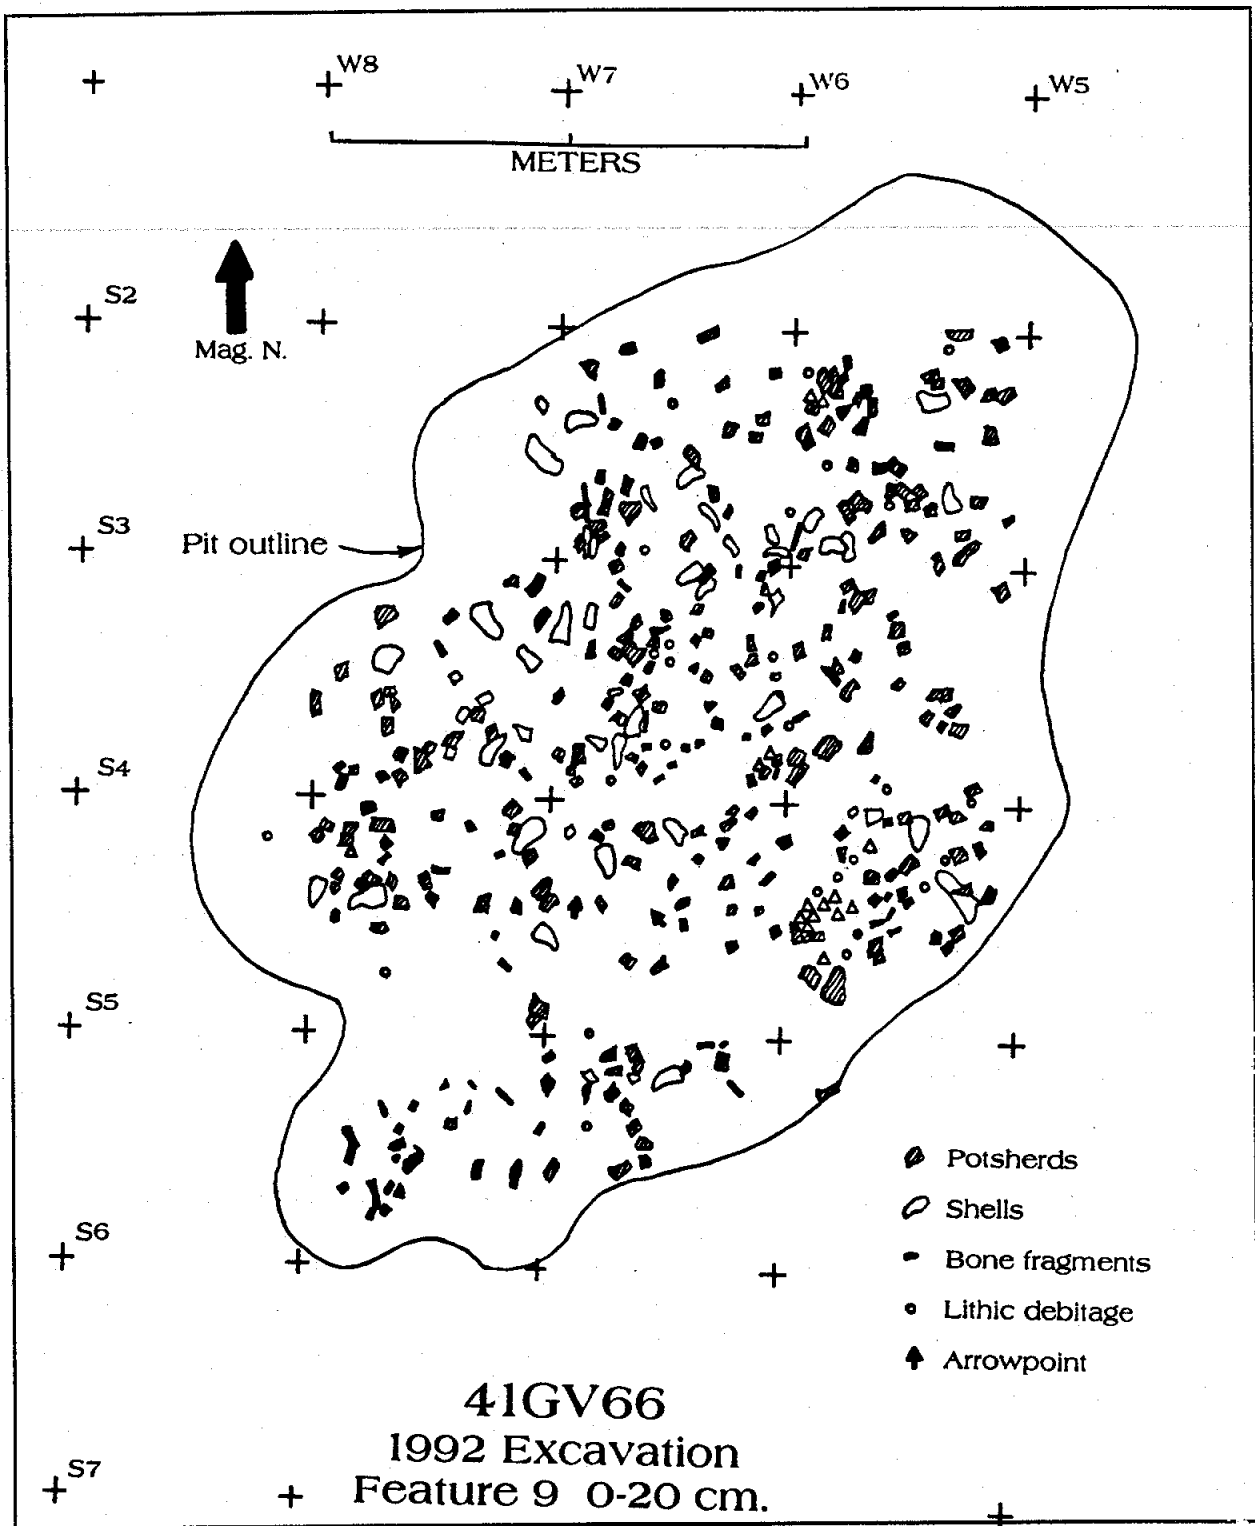 W8
W7
W6
W5
METERS
S2
Mag. N.
S3
Pit outline
S4
S5
Potsherds
Shells
S6
Bone fragments
Lithic debitage
Arrowpoint
41GV66
1992 Excavation
S7
Feature 9 0-20 cm.